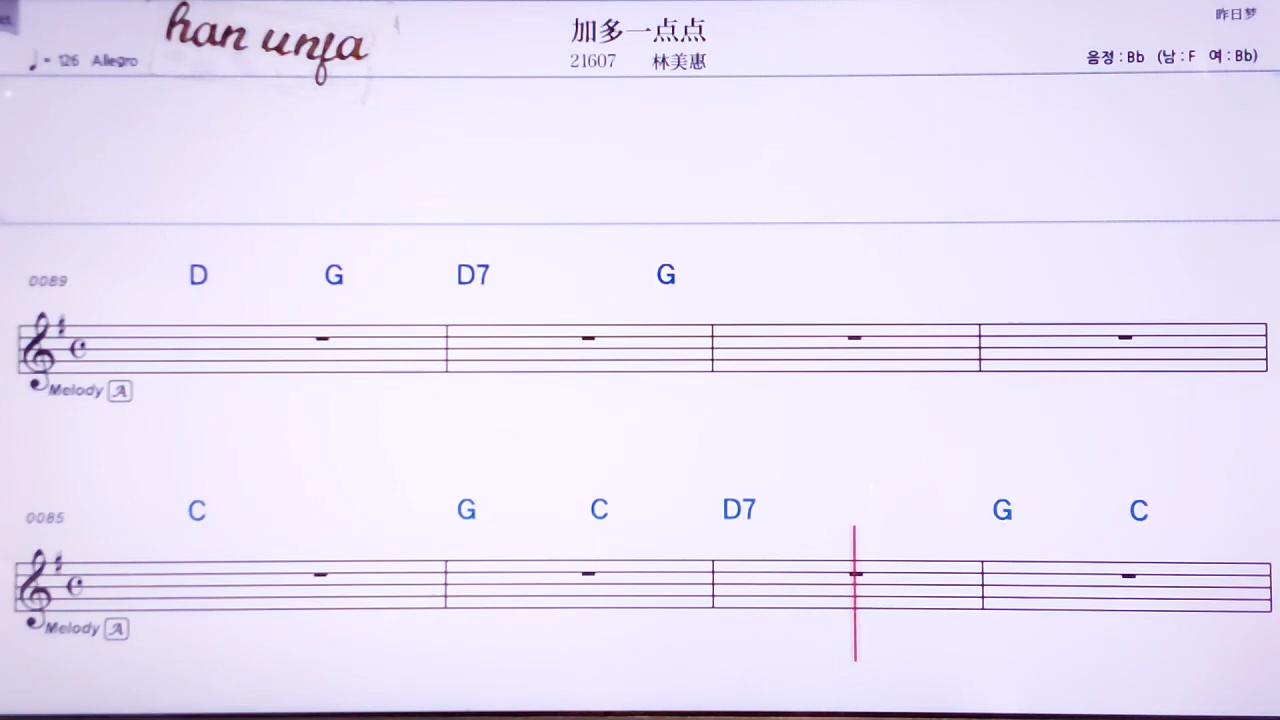 han unja
加多一点点
昨日梦
♩= 126 Allegro
21607 林美惠
음정 : Bb (남 : F 여 : Bb)
D G D7 G
0089
Melody A
C G C D7 G C
0085
Melody A